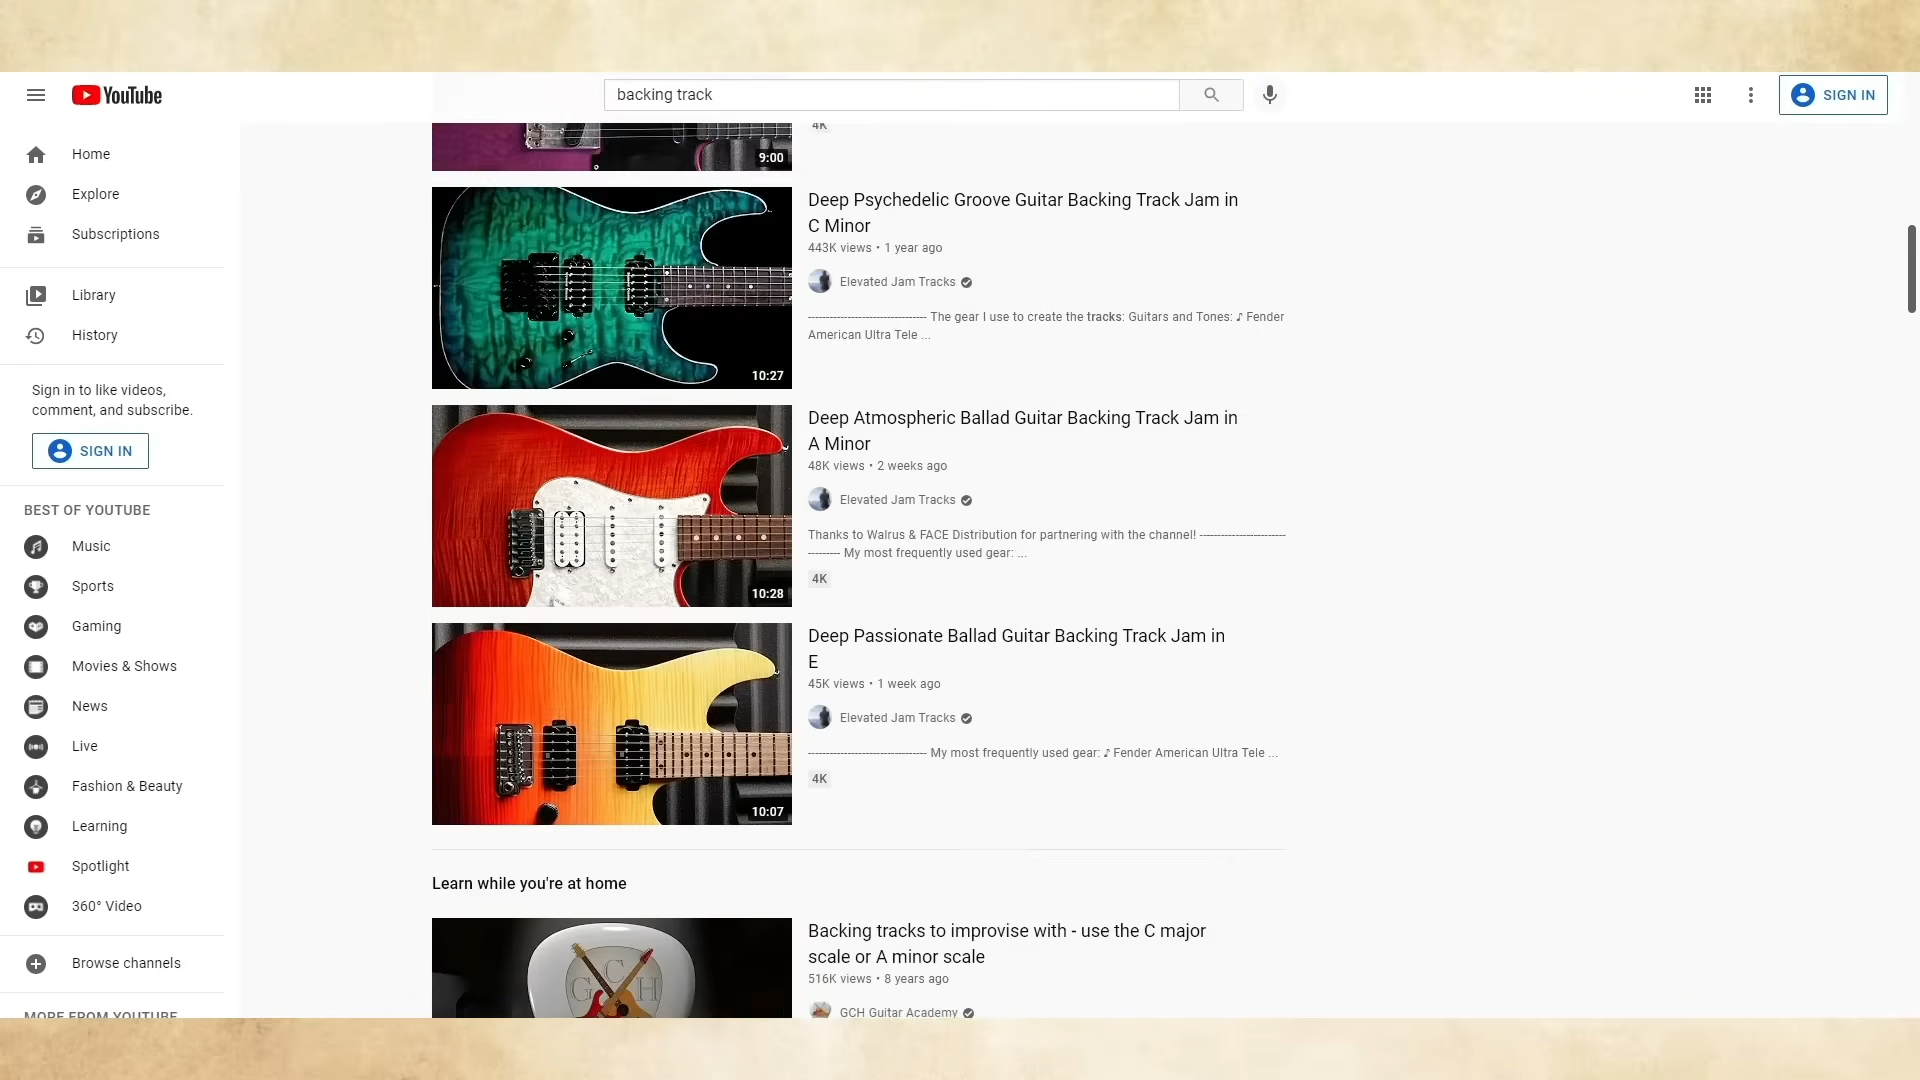 YouTube
backing track
SIGN IN
Home
Explore
Subscriptions
Library
History
Sign in to like videos,
comment, and subscribe.
SIGN IN
BEST OF YOUTUBE
Music
Sports
Gaming
Movies & Shows
News
Live
Fashion & Beauty
Learning
Spotlight
360° Video
Browse channels
MORE FROM YOUTUBE
4K
9:00
Deep Psychedelic Groove Guitar Backing Track Jam in
C Minor
443K views • 1 year ago
Elevated Jam Tracks
--------------------------------- The gear I use to create the tracks: Guitars and Tones: ♪ Fender
American Ultra Tele ...
10:27
Deep Atmospheric Ballad Guitar Backing Track Jam in
A Minor
48K views • 2 weeks ago
Elevated Jam Tracks
Thanks to Walrus & FACE Distribution for partnering with the channel! ------------------------
--------- My most frequently used gear: ...
4K
10:28
Deep Passionate Ballad Guitar Backing Track Jam in
E
45K views • 1 week ago
Elevated Jam Tracks
--------------------------------- My most frequently used gear: ♪ Fender American Ultra Tele ...
4K
10:07
Learn while you're at home
Backing tracks to improvise with - use the C major
scale or A minor scale
516K views • 8 years ago
GCH Guitar Academy
G C H